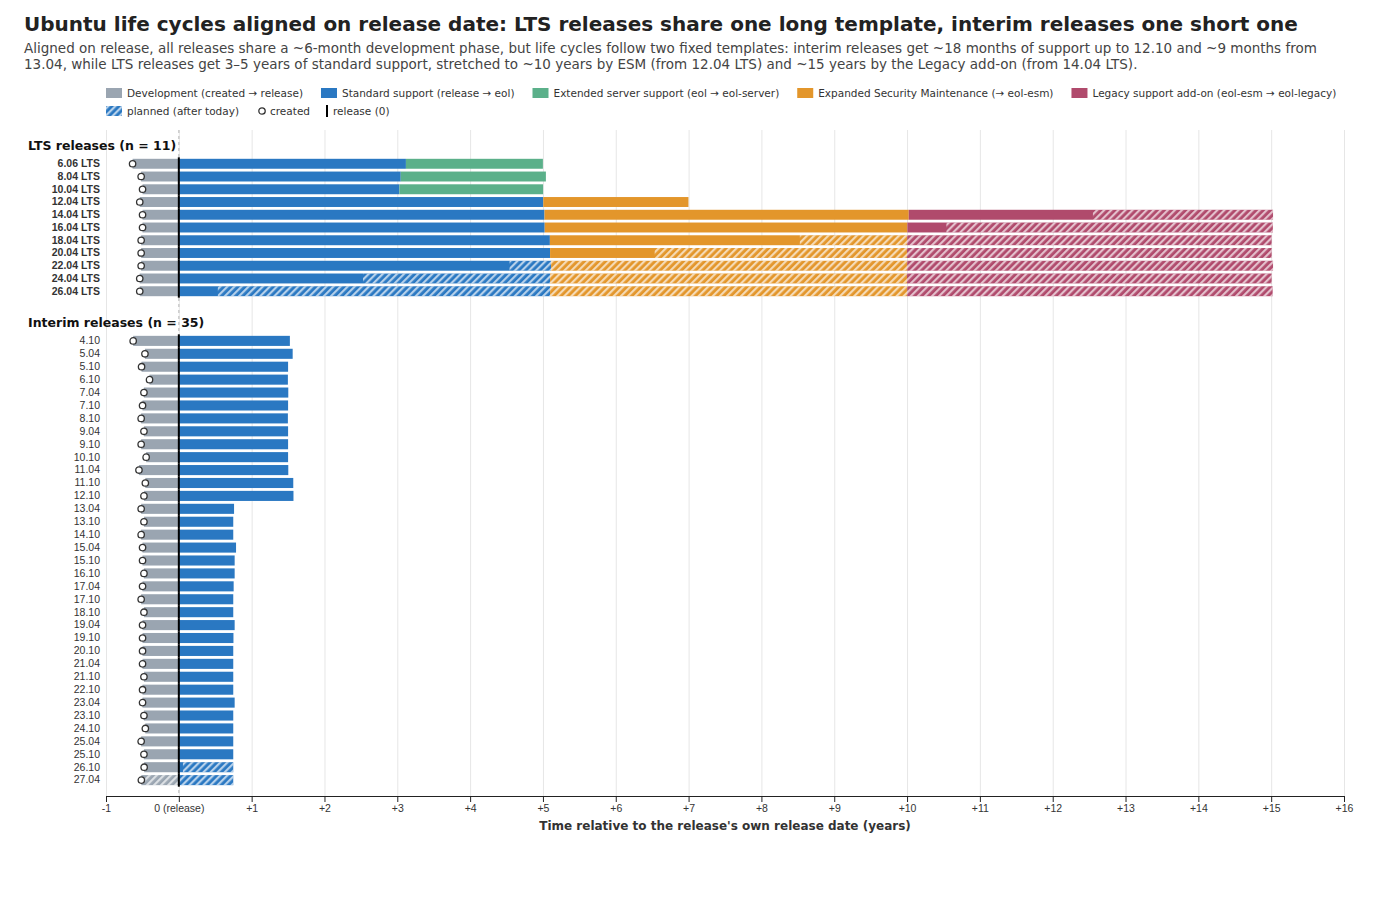 Ubuntu life cycles aligned on release date: LTS releases share one long template, interim releases one short one
Aligned on release, all releases share a ~6-month development phase, but life cycles follow two fixed templates: interim releases get ~18 months of support up to 12.10 and ~9 months from
13.04, while LTS releases get 3–5 years of standard support, stretched to ~10 years by ESM (from 12.04 LTS) and ~15 years by the Legacy add-on (from 14.04 LTS).
Development (created → release) Standard support (release → eol) Extended server support (eol → eol-server) Expanded Security Maintenance (→ eol-esm) Legacy support add-on (eol-esm → eol-legacy)
planned (after today) created release (0)
LTS releases (n = 11)
6.06 LTS
8.04 LTS
10.04 LTS
12.04 LTS
14.04 LTS
16.04 LTS
18.04 LTS
20.04 LTS
22.04 LTS
24.04 LTS
26.04 LTS
Interim releases (n = 35)
4.10
5.04
5.10
6.10
7.04
7.10
8.10
9.04
9.10
10.10
11.04
11.10
12.10
13.04
13.10
14.10
15.04
15.10
16.10
17.04
17.10
18.10
19.04
19.10
20.10
21.04
21.10
22.10
23.04
23.10
24.10
25.04
25.10
26.10
27.04
-1 0 (release) +1 +2 +3 +4 +5 +6 +7 +8 +9 +10 +11 +12 +13 +14 +15 +16
Time relative to the release's own release date (years)